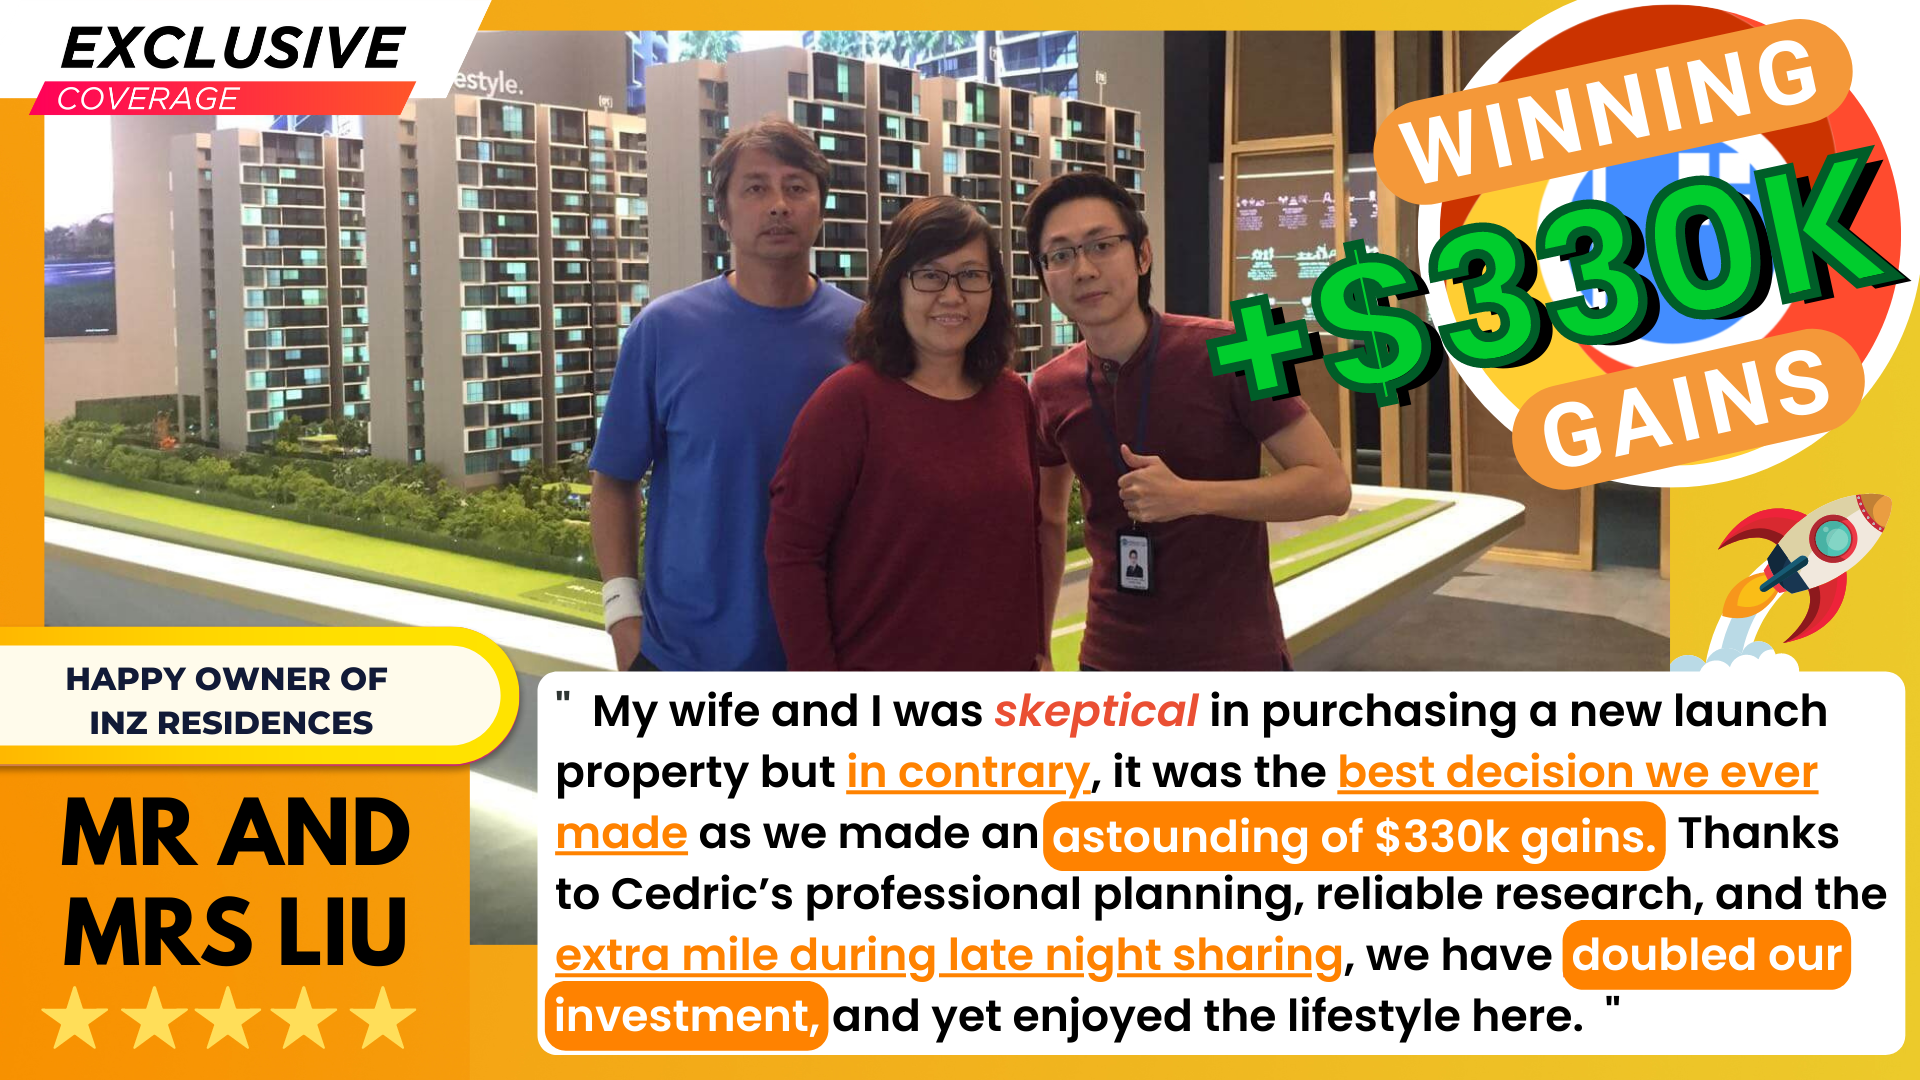 EXCLUSIVE
COVERAGE
estyle.
WINNING
+$330K
GAINS
HAPPY OWNER OF
INZ RESIDENCES
MR AND
MRS LIU
" My wife and I was skeptical in purchasing a new launch
property but in contrary, it was the best decision we ever
made as we made an astounding of $330k gains. Thanks
to Cedric’s professional planning, reliable research, and the
extra mile during late night sharing, we have doubled our
investment, and yet enjoyed the lifestyle here. "